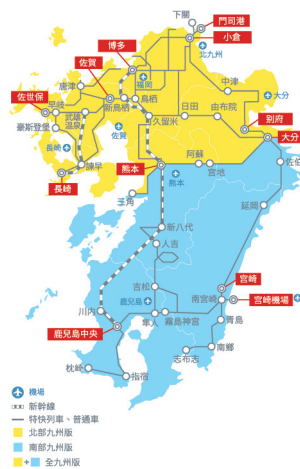 下關
門司港
小倉
博多
北九州
福岡
唐津
佐賀
中津
新鳥栖
鳥栖
大分
佐世保
早岐
武雄
温泉
日田
由布院
別府
久留米
豪斯登堡
佐賀
大分
長崎
諫早
阿蘇
佐伯
熊本
宮地
長崎
熊本
三角
延岡
新八代
人吉
吉松
宮崎
鹿兒島
南宮崎
宮崎機場
川內
隼人
霧島神宮
青島
鹿兒島中央
南鄉
志布志
枕崎
指宿
機場
新幹線
特快列車、普通車
北部九州版
南部九州版
+
全九州版